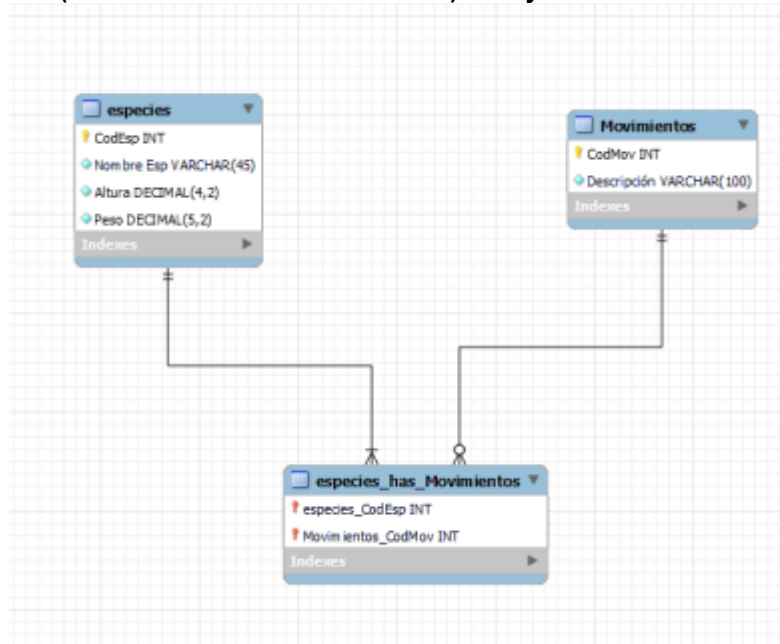 especies
CodEsp INT
Nombre Esp VARCHAR(45)
Altura DECIMAL(4,2)
Peso DECIMAL(5,2)
Indexes
Movimientos
CodMov INT
Descripción VARCHAR(100)
Indexes
especies_has_Movimientos
especies_CodEsp INT
Movimientos_CodMov INT
Indexes